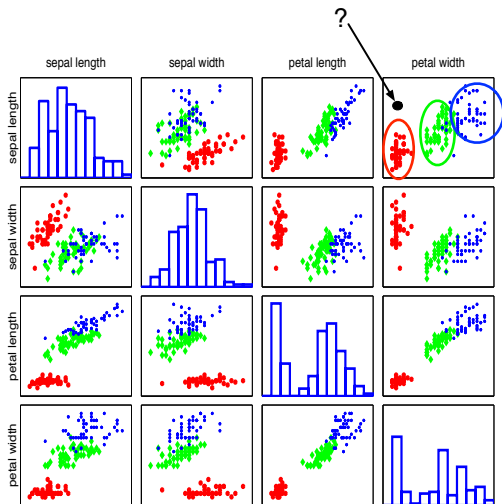 ?
sepal length
sepal width
petal length
petal width
sepal length
sepal width
petal length
petal width